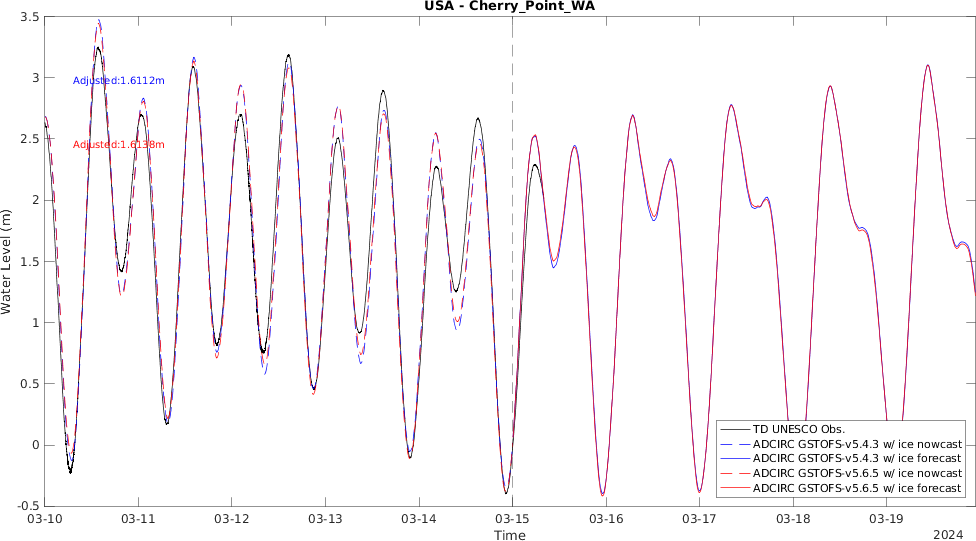 USA - Cherry_Point_WA
3.5
3
2.5
2
1.5
1
0.5
0
-0.5
Water Level (m)
Adjusted:1.6112m
Adjusted:1.6138m
TD UNESCO Obs.
ADCIRC GSTOFS-v5.4.3 w/ ice nowcast
ADCIRC GSTOFS-v5.4.3 w/ ice forecast
ADCIRC GSTOFS-v5.6.5 w/ ice nowcast
ADCIRC GSTOFS-v5.6.5 w/ ice forecast
03-10 03-11 03-12 03-13 03-14 03-15 03-16 03-17 03-18 03-19
Time
2024